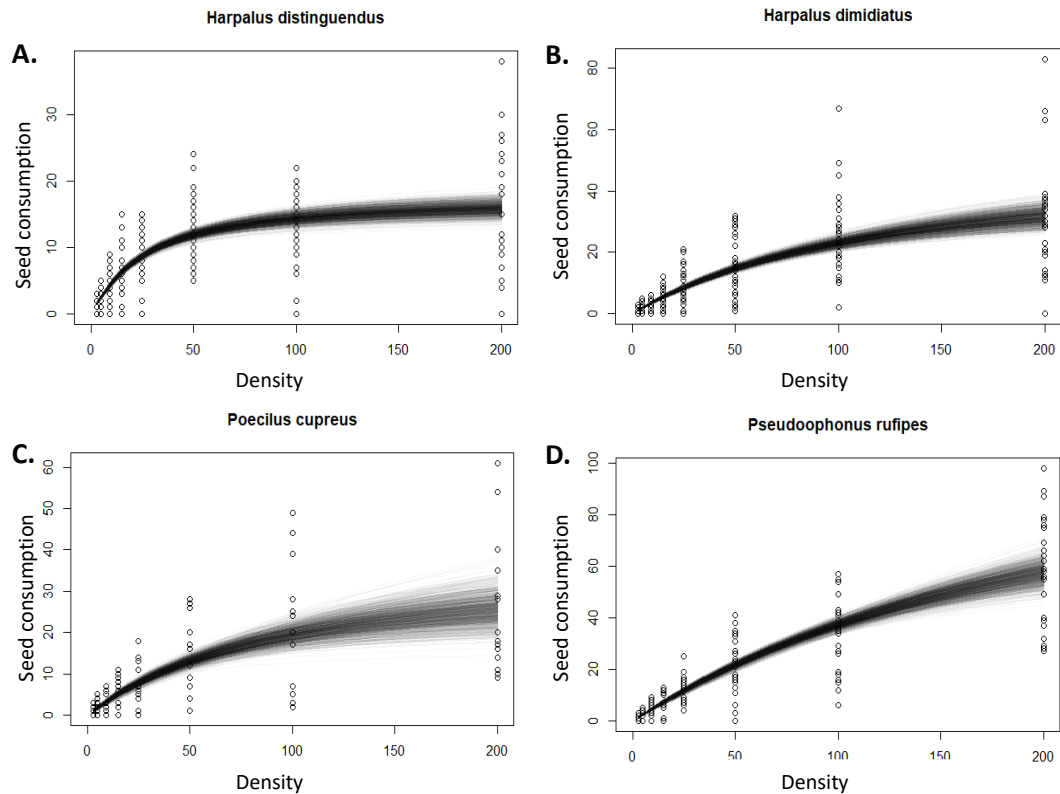 Harpalus distinguendus
A.
Seed consumption
30
20
10
0
0 50 100 150 200
Density
Harpalus dimidiatus
B.
Seed consumption
80
60
40
20
0
0 50 100 150 200
Density
Poecilus cupreus
C.
Seed consumption
60
50
40
30
20
10
0
0 50 100 150 200
Density
Pseudoophonus rufipes
D.
Seed consumption
100
80
60
40
20
0
0 50 100 150 200
Density